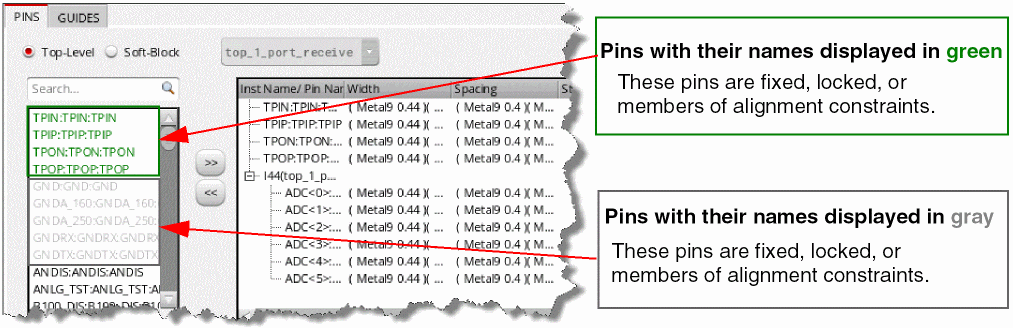 PINS GUIDES
Top-Level Soft-Block top_1_port_receive
Search...
TPIN:TPIN:TPIN
TPIP:TPIP:TPIP
TPON:TPON:TPON
TPOP:TPOP:TPOP
GND:GND:GND
GNDA_160:GNDA_160:
GNDA_250:GNDA_250:
GNDRX:GNDRX:GNDRX
GNDTX:GNDTX:GNDTX
ANDIS:ANDIS:ANDIS
ANLG_TST:ANLG_TST:A
>>
<<
Inst Name/ Pin Nar Width Spacing St
TPIN:TPIN:T... ( Metal9 0.44 )( ... ( Metal9 0.4 )( M...
TPIP:TPIP:TPIP ( Metal9 0.44 )( ... ( Metal9 0.4 )( M...
TPON:TPON:... ( Metal9 0.44 )( ... ( Metal9 0.4 )( M...
TPOP:TPOP:... ( Metal9 0.44 )( ... ( Metal9 0.4 )( M...
I44(top_1_p...
ADC<0>:... ( Metal9 0.44 )( ... ( Metal9 0.4 )( M...
ADC<1>:... ( Metal9 0.44 )( ... ( Metal9 0.4 )( M...
ADC<2>:... ( Metal9 0.44 )( ... ( Metal9 0.4 )( M...
ADC<3>:... ( Metal9 0.44 )( ... ( Metal9 0.4 )( M...
ADC<4>:... ( Metal9 0.44 )( ... ( Metal9 0.4 )( M...
ADC<5>:... ( Metal9 0.44 )( ... ( Metal9 0.4 )( M...
Pins with their names displayed in green
These pins are fixed, locked, or
members of alignment constraints.
Pins with their names displayed in gray
These pins are fixed, locked, or
members of alignment constraints.